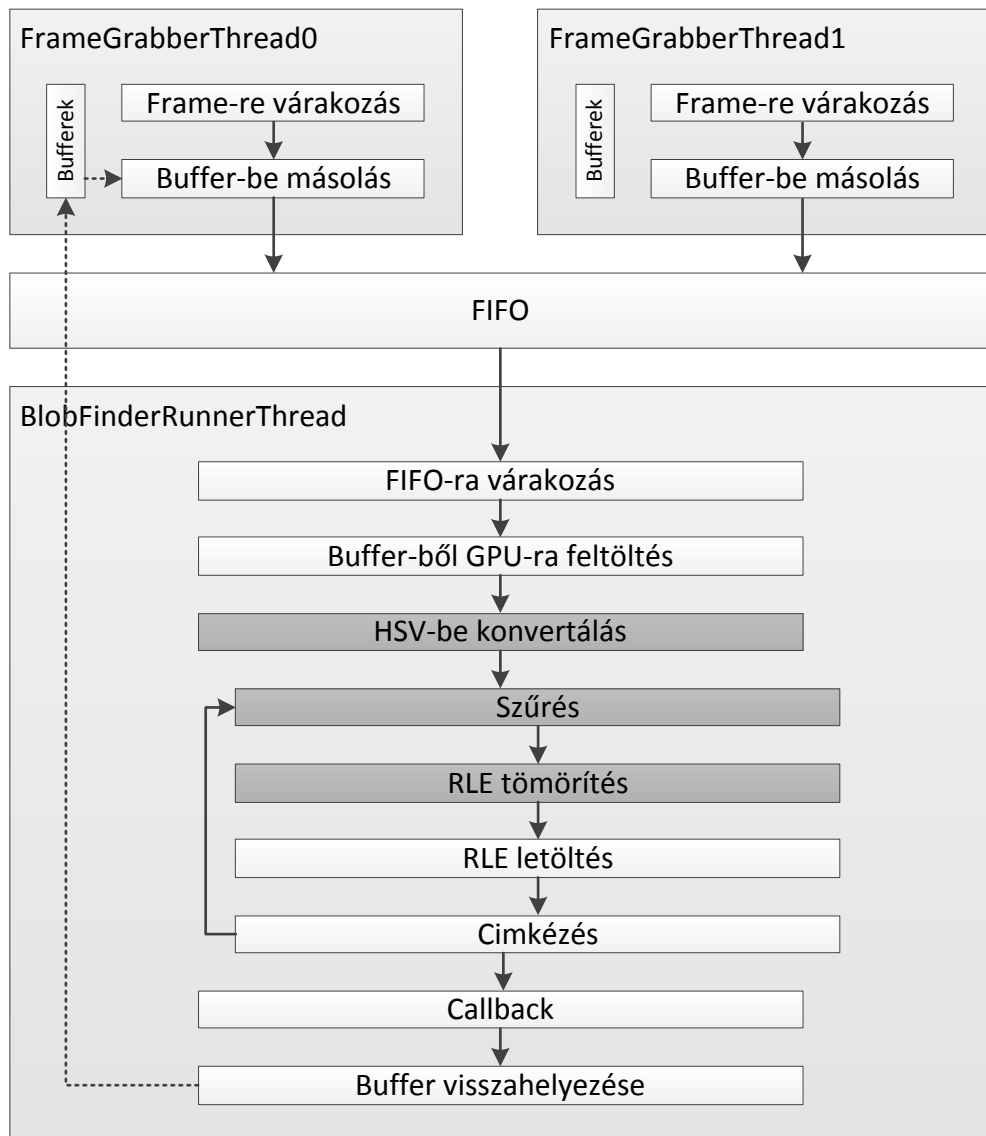 FrameGrabberThread0
Bufferek
Frame-re várakozás
Buffer-be másolás
FrameGrabberThread1
Bufferek
Frame-re várakozás
Buffer-be másolás
FIFO
BlobFinderRunnerThread
FIFO-ra várakozás
Buffer-ből GPU-ra feltöltés
HSV-be konvertálás
Szűrés
RLE tömörítés
RLE letöltés
Cimkézés
Callback
Buffer visszahelyezése